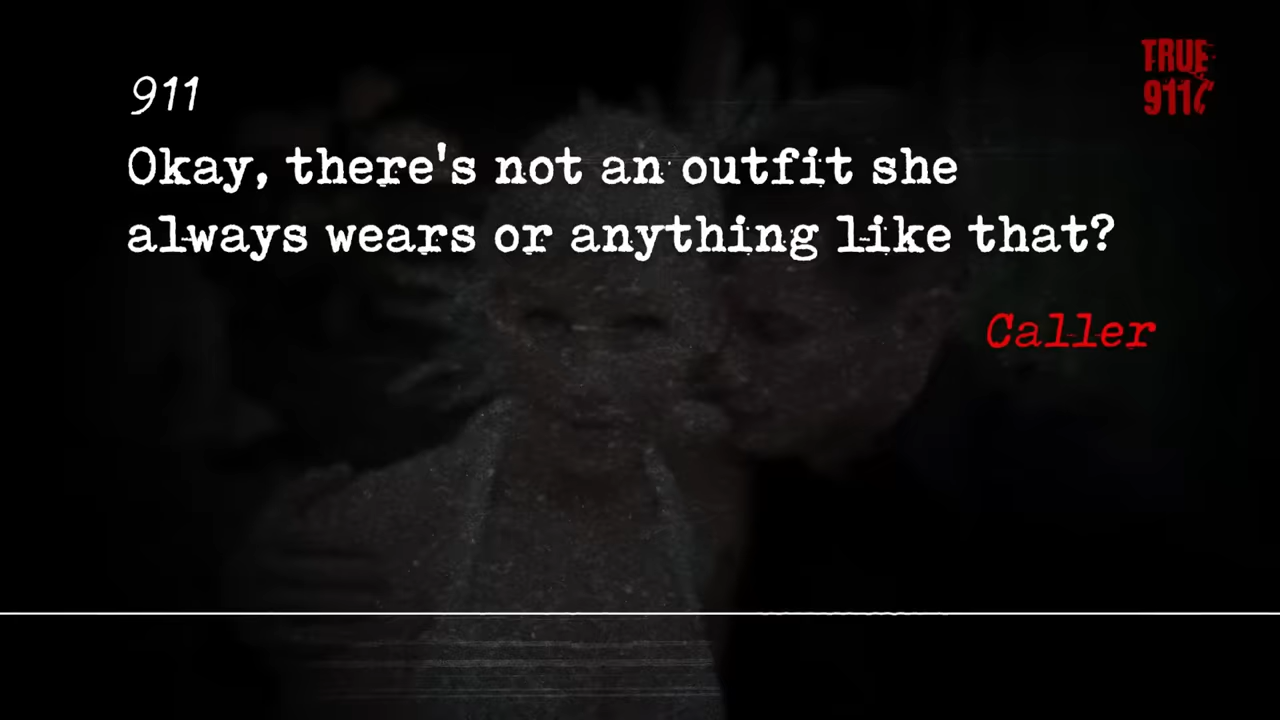 TRUE
911
911
Okay, there's not an outfit she
always wears or anything like that?
Caller